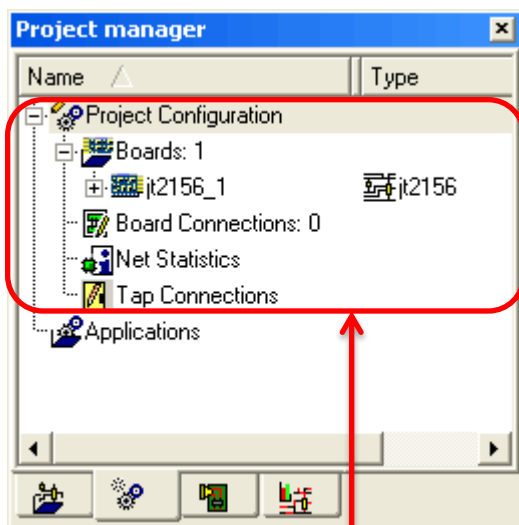 Project manager
Name Type
Project Configuration
Boards: 1
jt2156_1 jt2156
Board Connections: 0
Net Statistics
Tap Connections
Applications